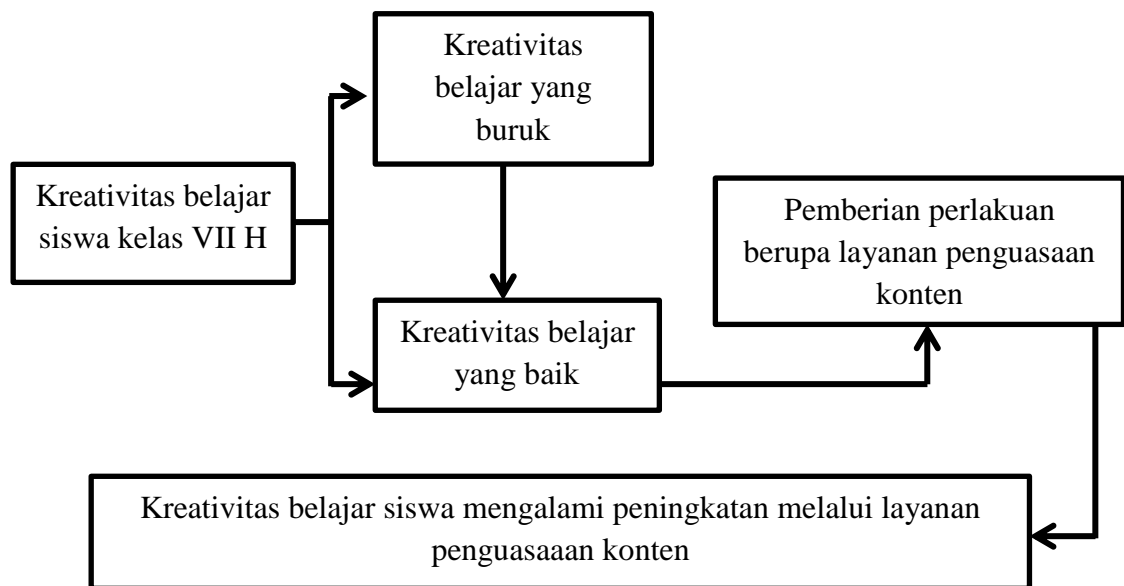 Kreativitas
belajar yang
buruk
Kreativitas belajar
siswa kelas VII H
Pemberian perlakuan
berupa layanan penguasaan
konten
Kreativitas belajar
yang baik
Kreativitas belajar siswa mengalami peningkatan melalui layanan
penguasaaan konten